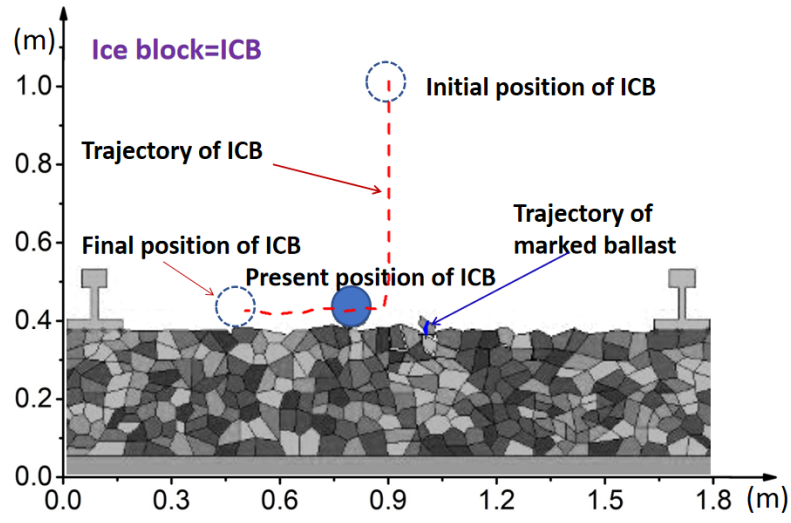 (m)
Ice block=ICB
1.0
Initial position of ICB
Trajectory of ICB
0.8
Trajectory of
marked ballast
0.6
Final position of ICB
Present position of ICB
0.4
0.2
0.0
0.0 0.3 0.6 0.9 1.2 1.5 1.8 (m)